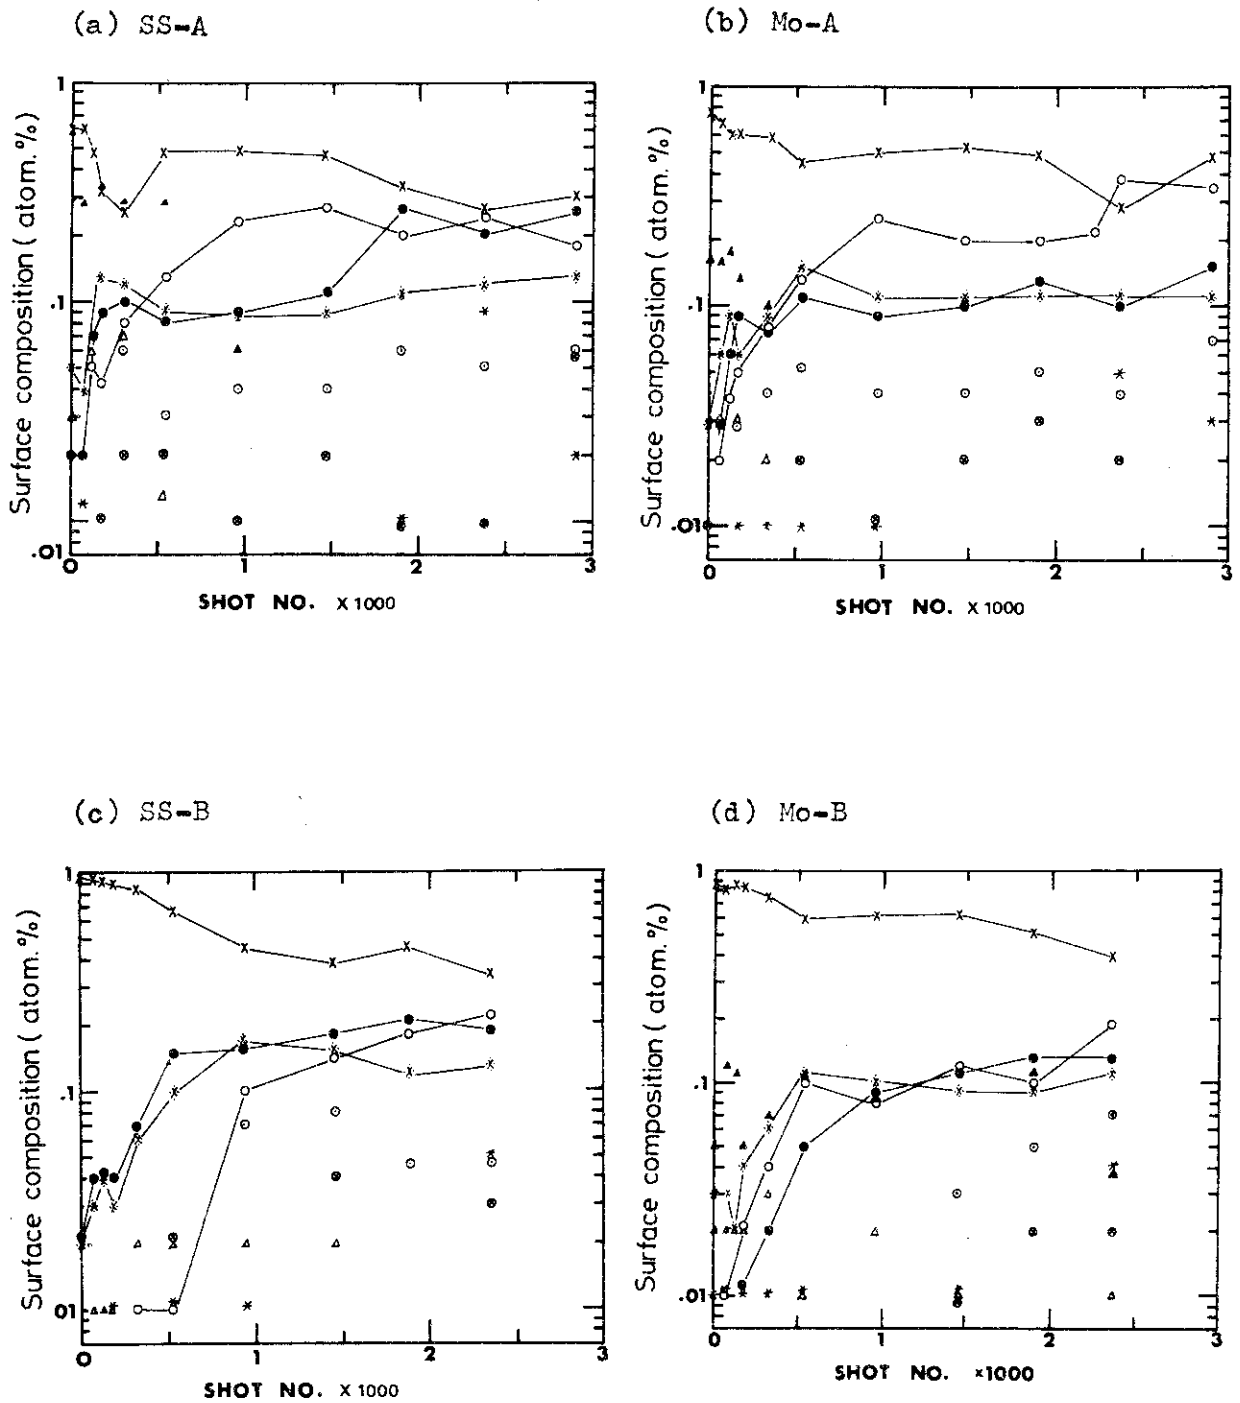 (a) SS-A
(b) Mo-A
Surface composition ( atom. %)
1
.1
.01
0 1 2 3
SHOT NO. X 1000
Surface composition ( atom. %)
1
.1
.01
0 1 2 3
SHOT NO. X 1000
(c) SS-B
(d) Mo-B
Surface composition ( atom. %)
1
.1
01
0 1 2 3
SHOT NO. X 1000
Surface composition ( atom. %)
.1
.1
.01
0 1 2 3
SHOT NO. x1000